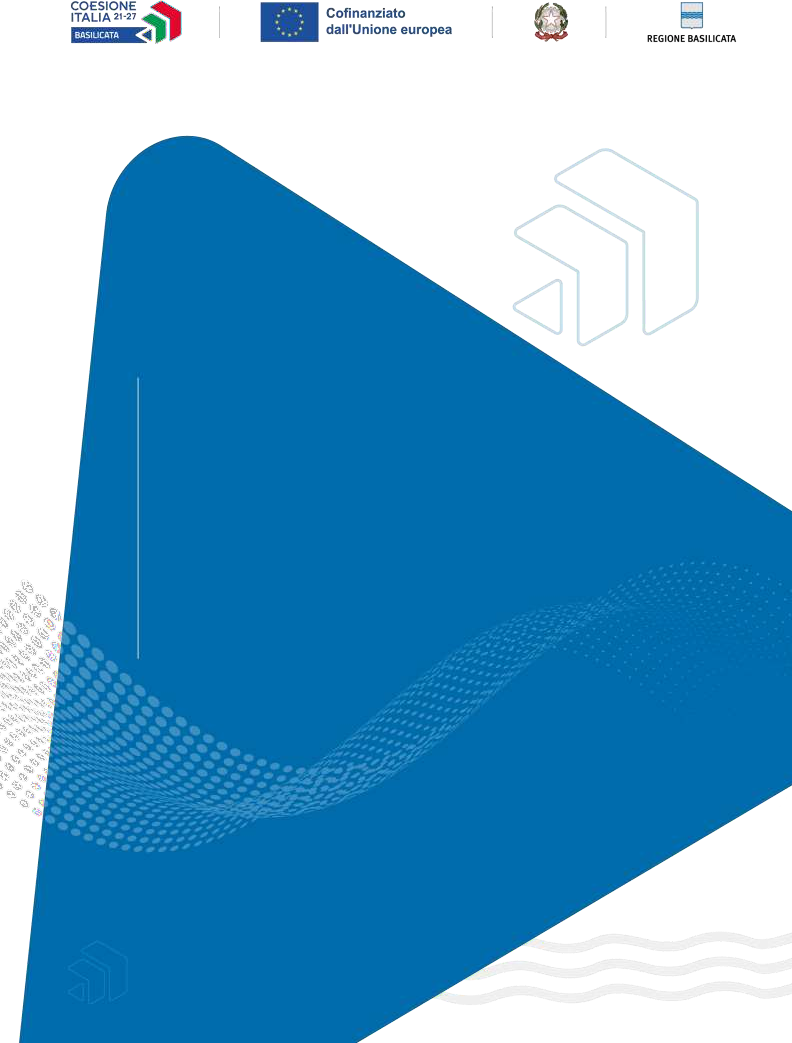 COESIONE
ITALIA 21-27
BASILICATA
Cofinanziato
dall'Unione europea
REGIONE BASILICATA